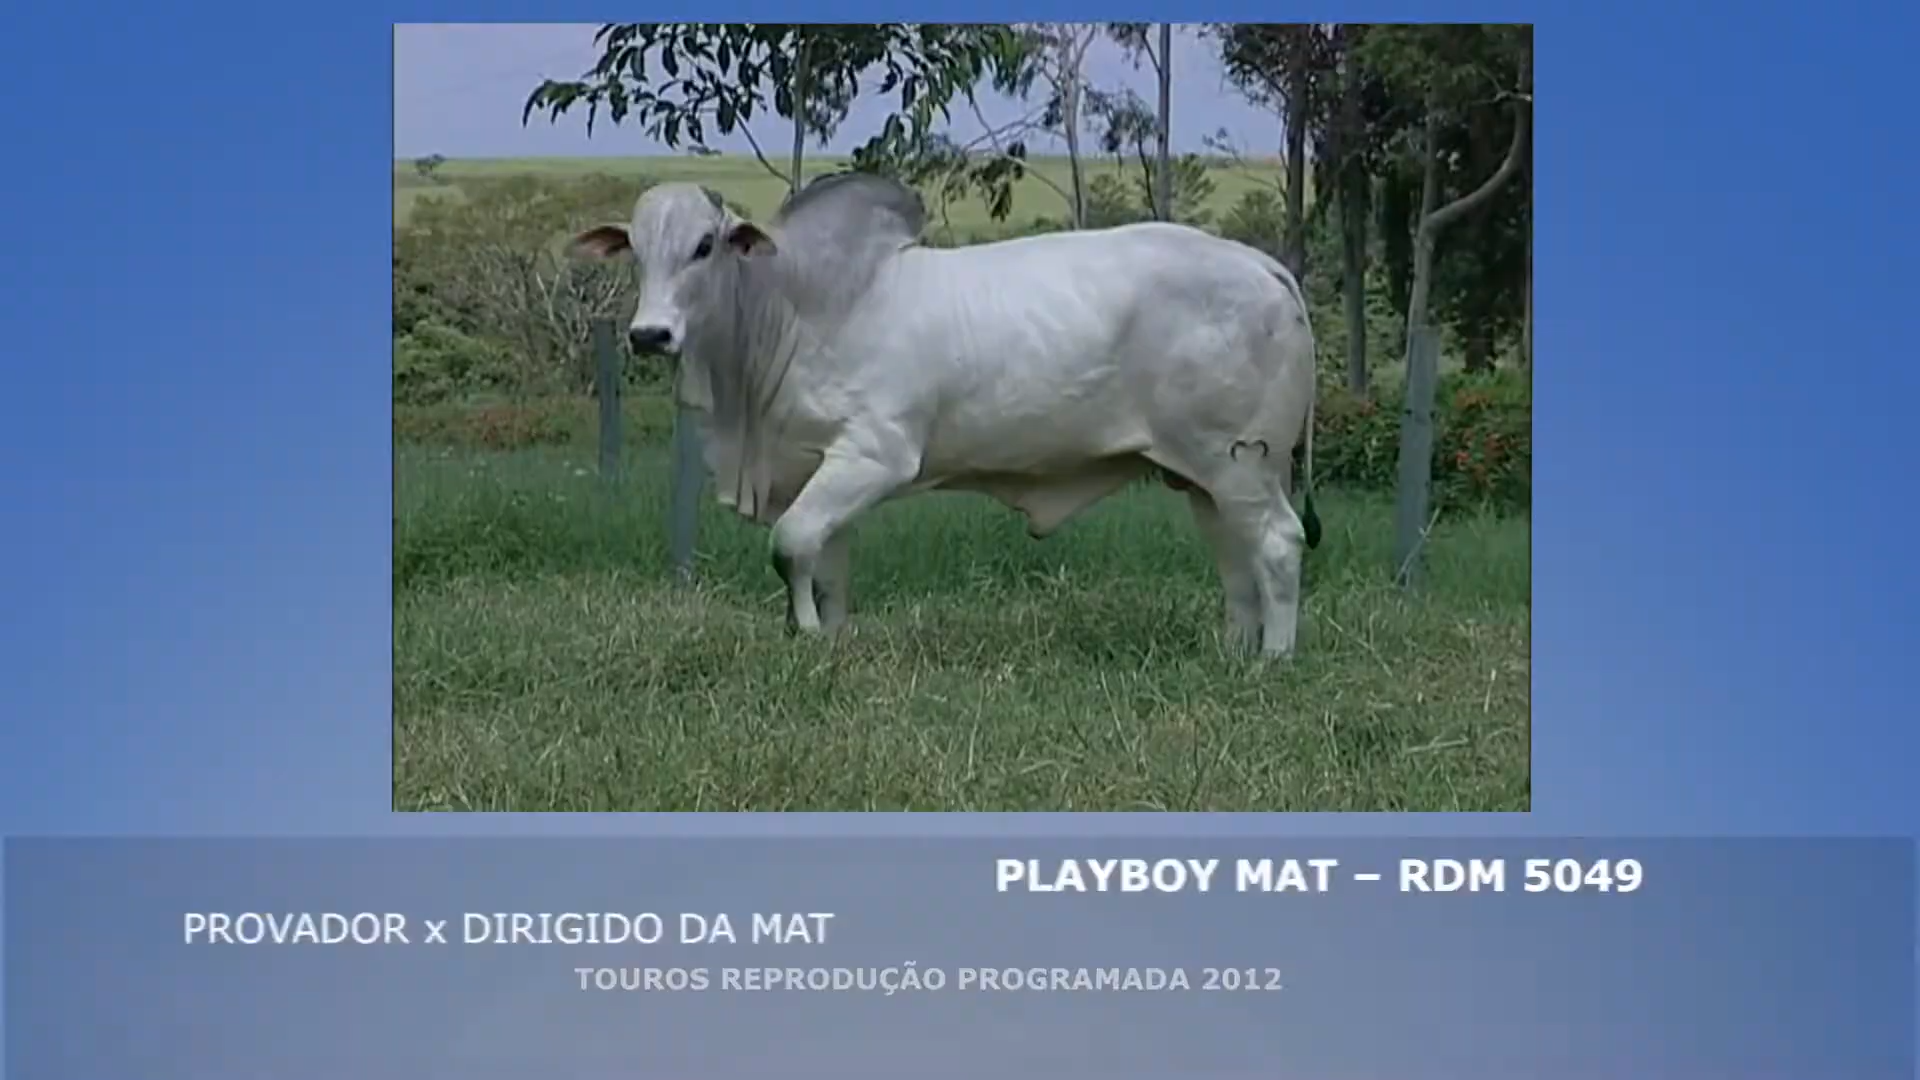 PLAYBOY MAT – RDM 5049
PROVADOR x DIRIGIDO DA MAT
TOUROS REPRODUÇÃO PROGRAMADA 2012